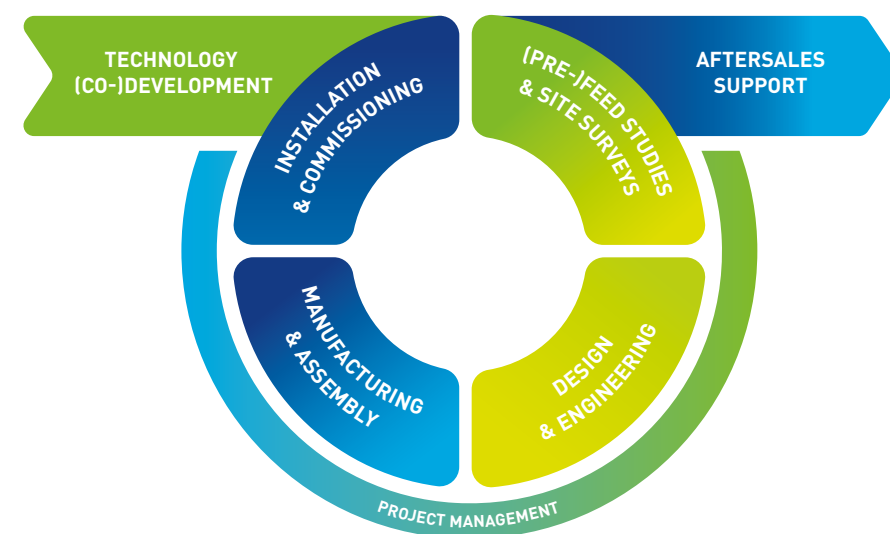 TECHNOLOGY
(CO-)DEVELOPMENT
INSTALLATION
& COMMISSIONING
(PRE-)FEED STUDIES
& SITE SURVEYS
AFTERSALES
SUPPORT
MANUFACTURING
& ASSEMBLY
DESIGN
& ENGINEERING
PROJECT MANAGEMENT